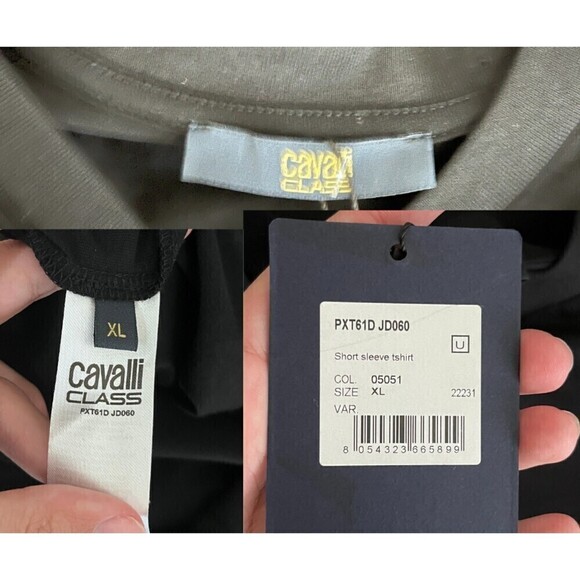 cavalli
CLASS
XL
cavalli
CLASS
PXT61D JD060
PXT61D JD060
U
Short sleeve tshirt
COL. 05051
SIZE XL 22231
VAR.
8 054323 665899